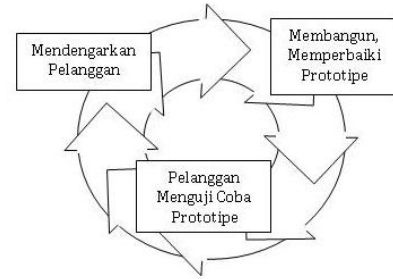 Mendengarkan
Pelanggan
Membangun,
Memperbaiki
Prototipe
Pelanggan
Menguji Coba
Prototipe